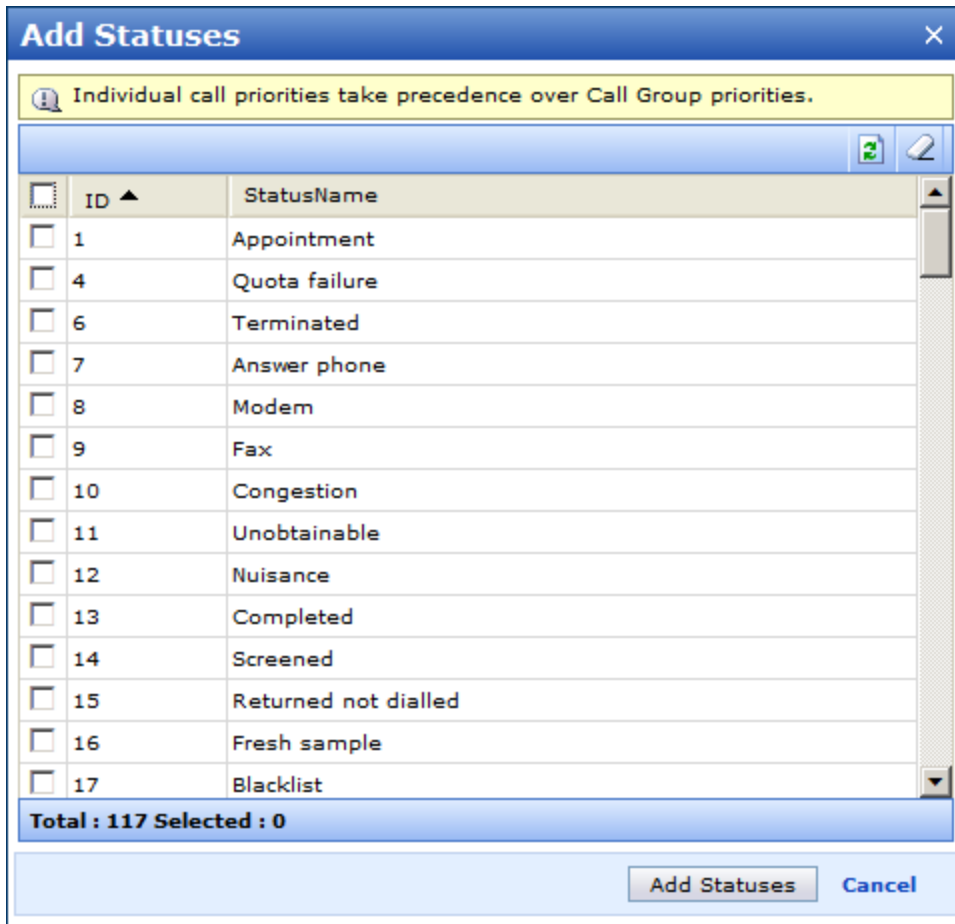 Add Statuses
Individual call priorities take precedence over Call Group priorities.
ID StatusName
1 Appointment
4 Quota failure
6 Terminated
7 Answer phone
8 Modem
9 Fax
10 Congestion
11 Unobtainable
12 Nuisance
13 Completed
14 Screened
15 Returned not dialled
16 Fresh sample
17 Blacklist
Total : 117 Selected : 0
Add Statuses Cancel